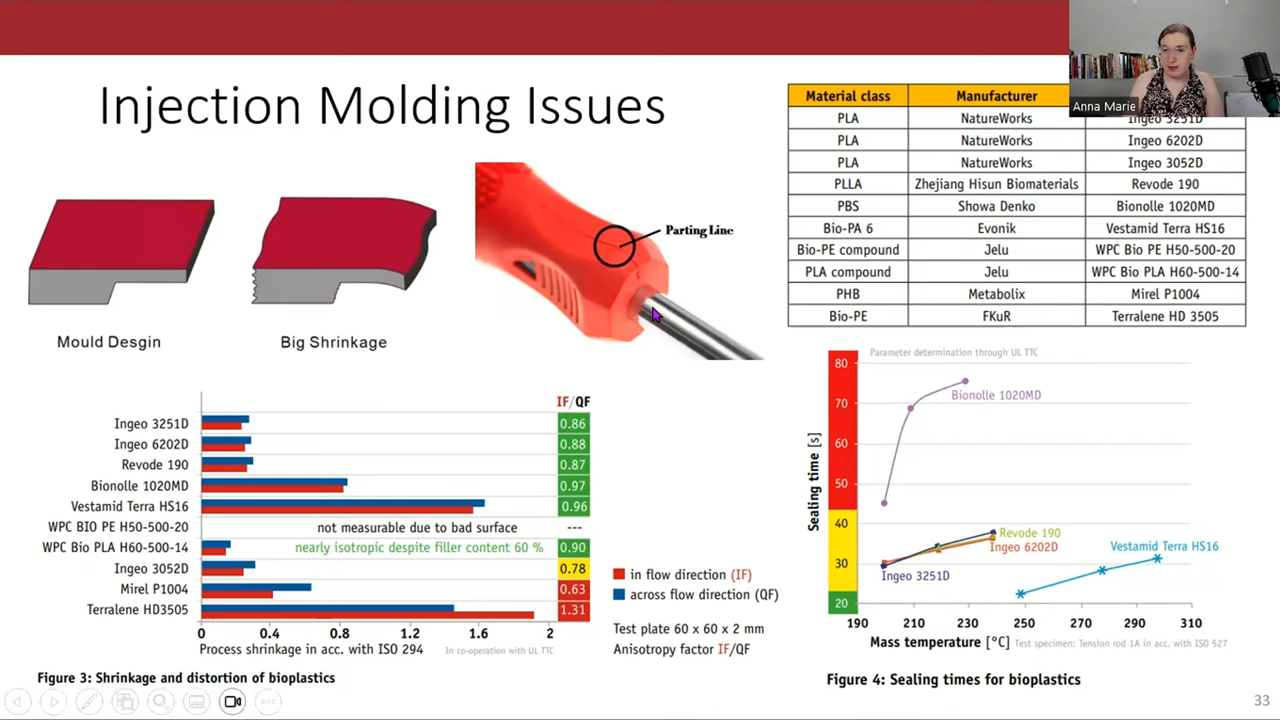 Injection Molding Issues
Anna Marie
Material class Manufacturer
PLA NatureWorks Ingeo 3251D
PLA NatureWorks Ingeo 6202D
PLA NatureWorks Ingeo 3052D
PLLA Zhejiang Hisun Biomaterials Revode 190
PBS Showa Denko Bionolle 1020MD
Bio-PA 6 Evonik Vestamid Terra HS16
Bio-PE compound Jelu WPC Bio PE H50-500-20
PLA compound Jelu WPC Bio PLA H60-500-14
PHB Metabolix Mirel P1004
Bio-PE FKuR Terralene HD 3505
Parting Line
Mould Desgin
Big Shrinkage
IF/QF
Ingeo 3251D 0.86
Ingeo 6202D 0.88
Revode 190 0.87
Bionolle 1020MD 0.97
Vestamid Terra HS16 0.96
WPC BIO PE H50-500-20 not measurable due to bad surface ---
WPC Bio PLA H60-500-14 nearly isotropic despite filler content 60 % 0.90
Ingeo 3052D 0.78
Mirel P1004 0.63
Terralene HD3505 1.31
0 0.4 0.8 1.2 1.6 2
Process shrinkage in acc. with ISO 294 In co-operation with UL TTC
in flow direction (IF)
across flow direction (QF)
Test plate 60 x 60 x 2 mm
Anisotropy factor IF/QF
Figure 3: Shrinkage and distortion of bioplastics
Parameter determination through UL TTC
80
70
60
50
40
30
20
Sealing time [s]
Bionolle 1020MD
Revode 190
Ingeo 6202D
Ingeo 3251D
Vestamid Terra HS16
190 210 230 250 270 290 310
Mass temperature [°C] Test specimen: Tension rod 1A in acc. with ISO 527
Figure 4: Sealing times for bioplastics
33